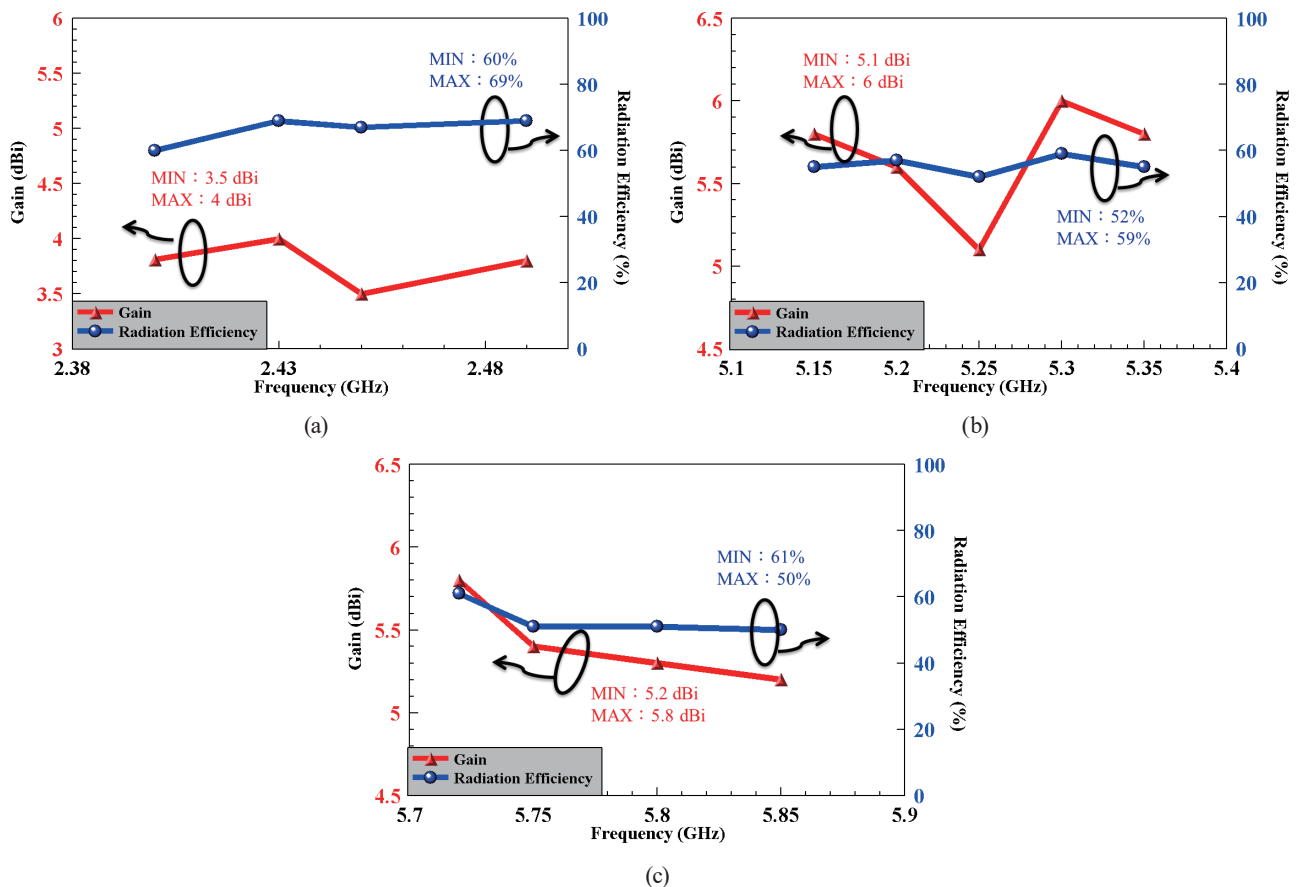 6
5.5
5
4.5
4
3.5
3
Gain (dBi)
100
80
60
40
20
0
Radiation Efficiency (%)
MIN：60%
MAX：69%
MIN：3.5 dBi
MAX：4 dBi
Gain
Radiation Efficiency
2.38 2.43 2.48
Frequency (GHz)
(a)
6.5
6
5.5
5
4.5
Gain (dBi)
100
80
60
40
20
0
Radiation Efficiency (%)
MIN：5.1 dBi
MAX：6 dBi
MIN：52%
MAX：59%
Gain
Radiation Efficiency
5.1 5.15 5.2 5.25 5.3 5.35 5.4
Frequency (GHz)
(b)
6.5
6
5.5
5
4.5
Gain (dBi)
100
80
60
40
20
0
Radiation Efficiency (%)
MIN：61%
MAX：50%
MIN：5.2 dBi
MAX：5.8 dBi
Gain
Radiation Efficiency
5.7 5.75 5.8 5.85 5.9
Frequency (GHz)
(c)